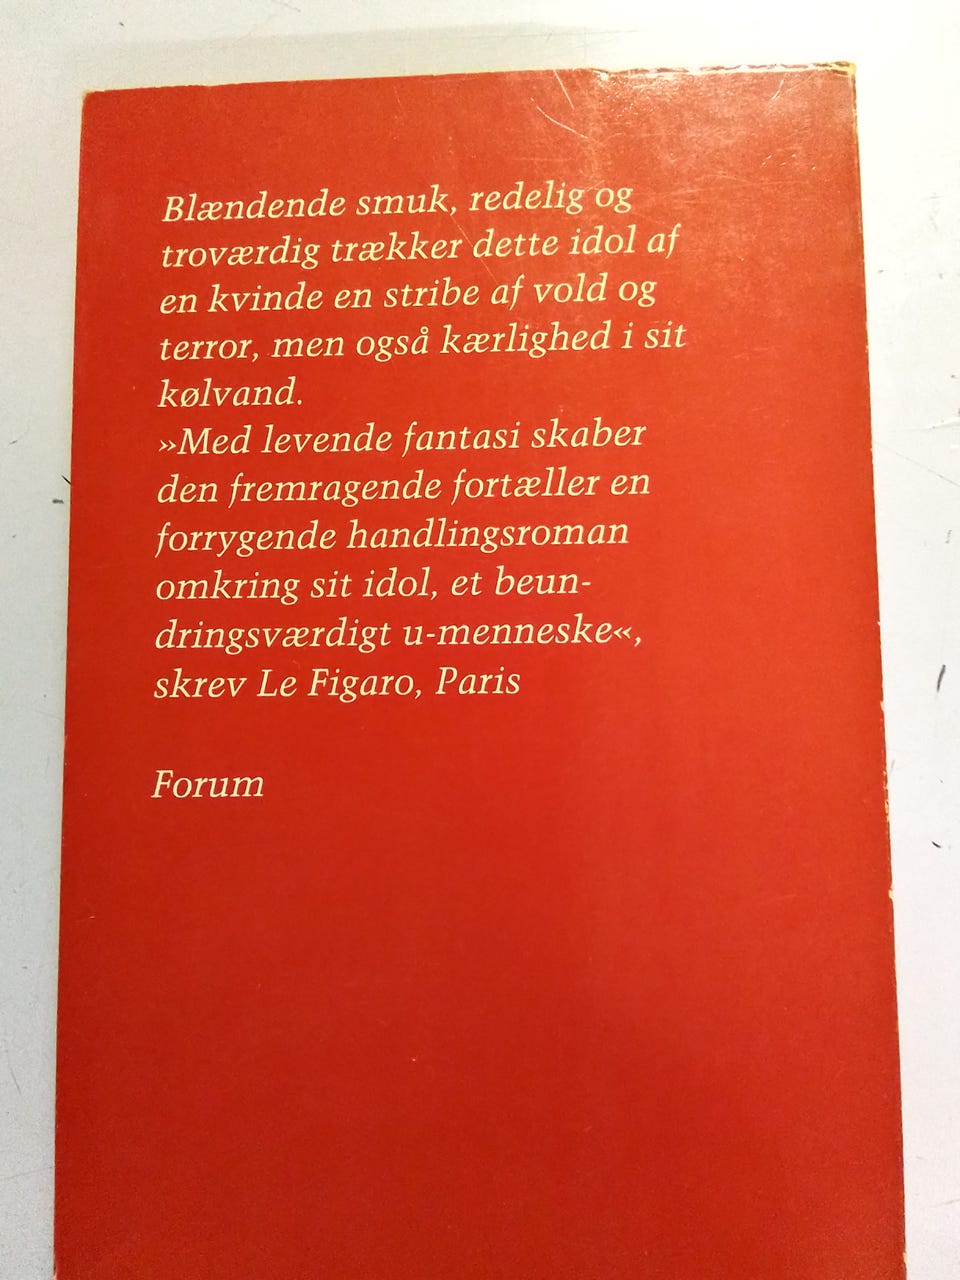 Blændende smuk, redelig og
troværdig trækker dette idol af
en kvinde en stribe af vold og
terror, men også kærlighed i sit
kølvand.
»Med levende fantasi skaber
den fremragende fortæller en
forrygende handlingsroman
omkring sit idol, et beun-
dringsværdigt u-menneske«,
skrev Le Figaro, Paris
Forum